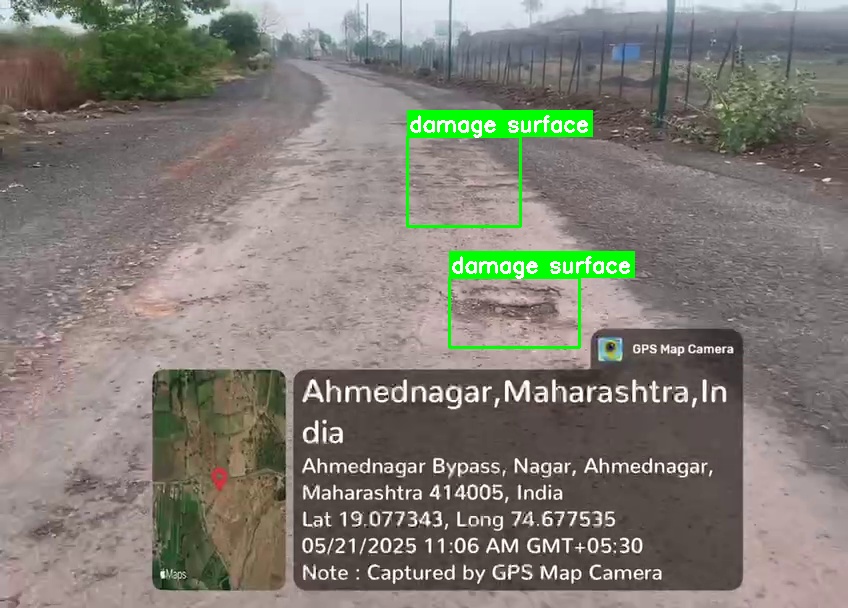 damage surface
damage surface
GPS Map Camera
Ahmednagar,Maharashtra,In
dia
Ahmednagar Bypass, Nagar, Ahmednagar,
Maharashtra 414005, India
Lat 19.077343, Long 74.677535
05/21/2025 11:06 AM GMT+05:30
Note : Captured by GPS Map Camera
Maps